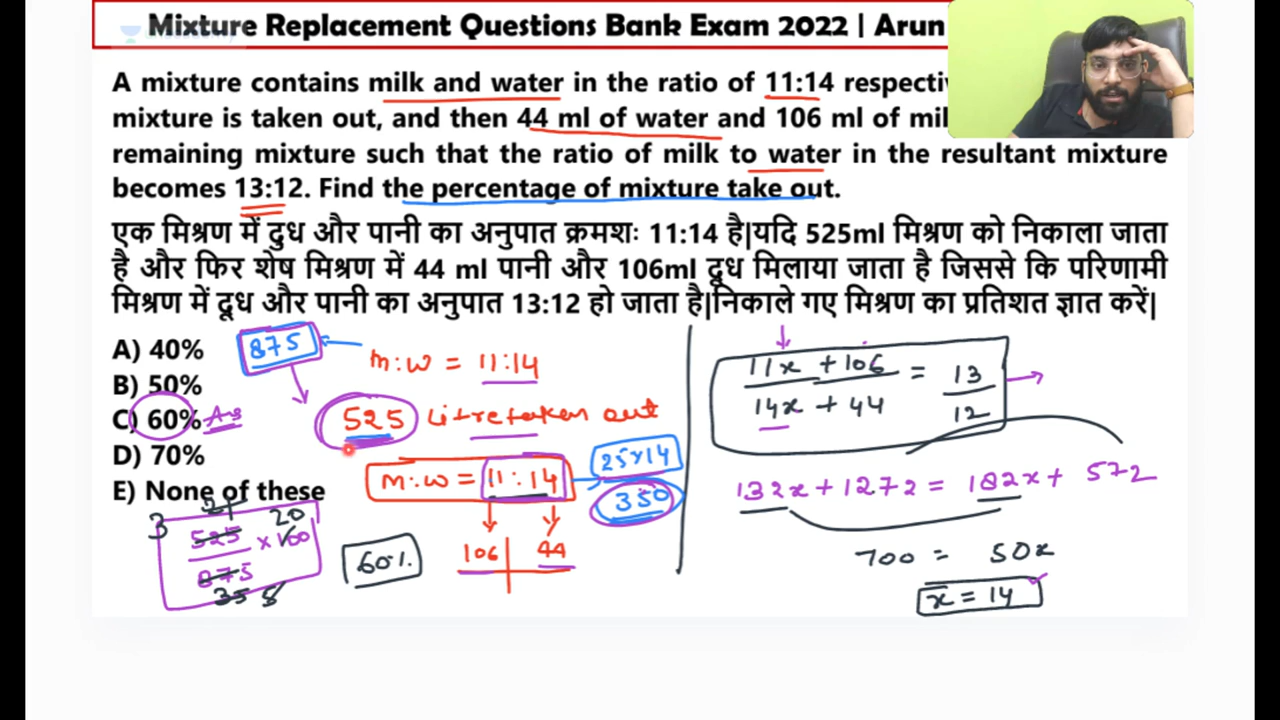 Mixture Replacement Questions Bank Exam 2022 | Arun
A mixture contains milk and water in the ratio of 11:14
mixture is taken out, and then 44 ml of water and 106 ml of
remaining mixture such that the ratio of milk to water in the resultant mixture
becomes 13:12. Find the percentage of mixture take out.
एक मिश्रण में दुध और पानी का अनुपात क्रमशः 11:14 है|यदि 525ml मिश्रण को निकाला जाता
है और फिर शेष मिश्रण में 44 ml पानी और 106ml दूध मिलाया जाता है जिससे कि परिणामी
मिश्रण में दूध और पानी का अनुपात 13:12 हो जाता है|निकाले गए मिश्रण का प्रतिशत ज्ञात करें|
A) 40%
B) 50%
C) 60% Ans
D) 70%
E) None of these
875
m:w = 11:14
525 Litre taken out
m:w = 11:14
25×14
350
106 | 44
3 21 20
525
875
× 100
35 5
60%
11x + 106
14x + 44
= 13
12
132x + 1272 = 182x + 572
700 = 50x
x = 14